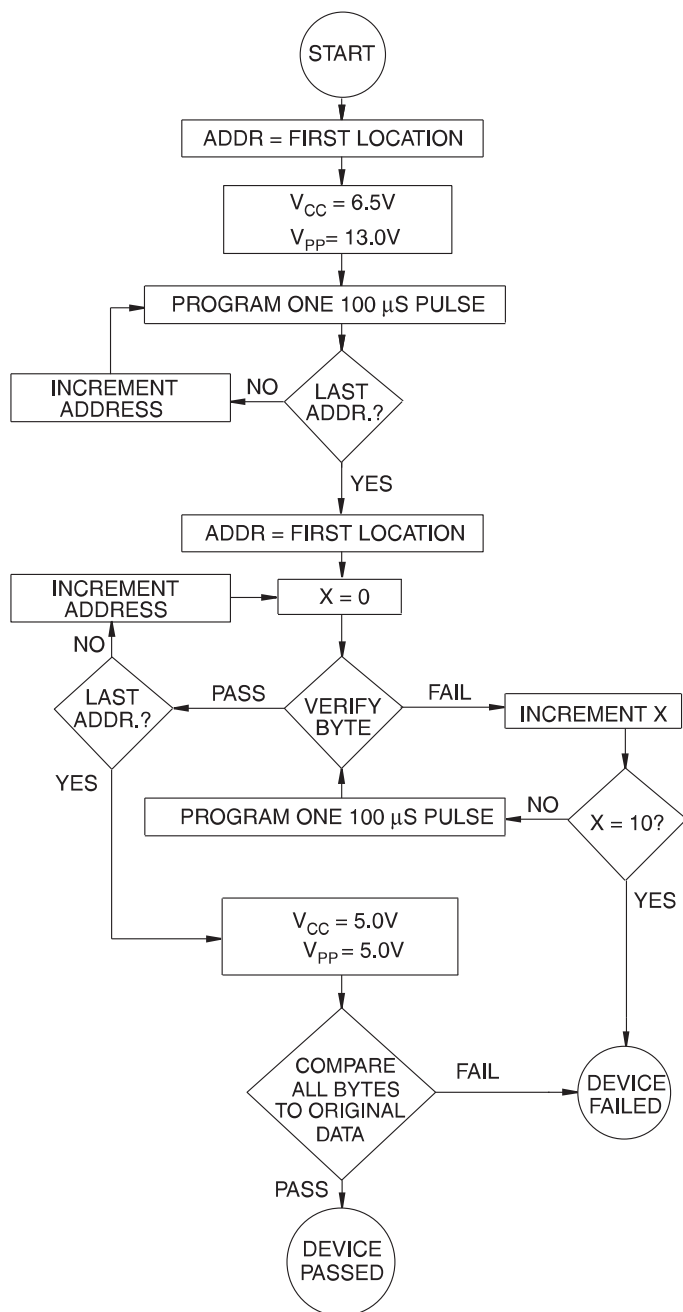 START
ADDR = FIRST LOCATION
V_CC = 6.5V
V_PP= 13.0V
PROGRAM ONE 100 μS PULSE
INCREMENT
ADDRESS
NO
LAST
ADDR.?
YES
ADDR = FIRST LOCATION
INCREMENT
ADDRESS
X = 0
NO
LAST
ADDR.?
PASS
VERIFY
BYTE
FAIL
INCREMENT X
YES
PROGRAM ONE 100 μS PULSE
NO
X = 10?
YES
V_CC = 5.0V
V_PP = 5.0V
COMPARE
ALL BYTES
TO ORIGINAL
DATA
FAIL
DEVICE
FAILED
PASS
DEVICE
PASSED